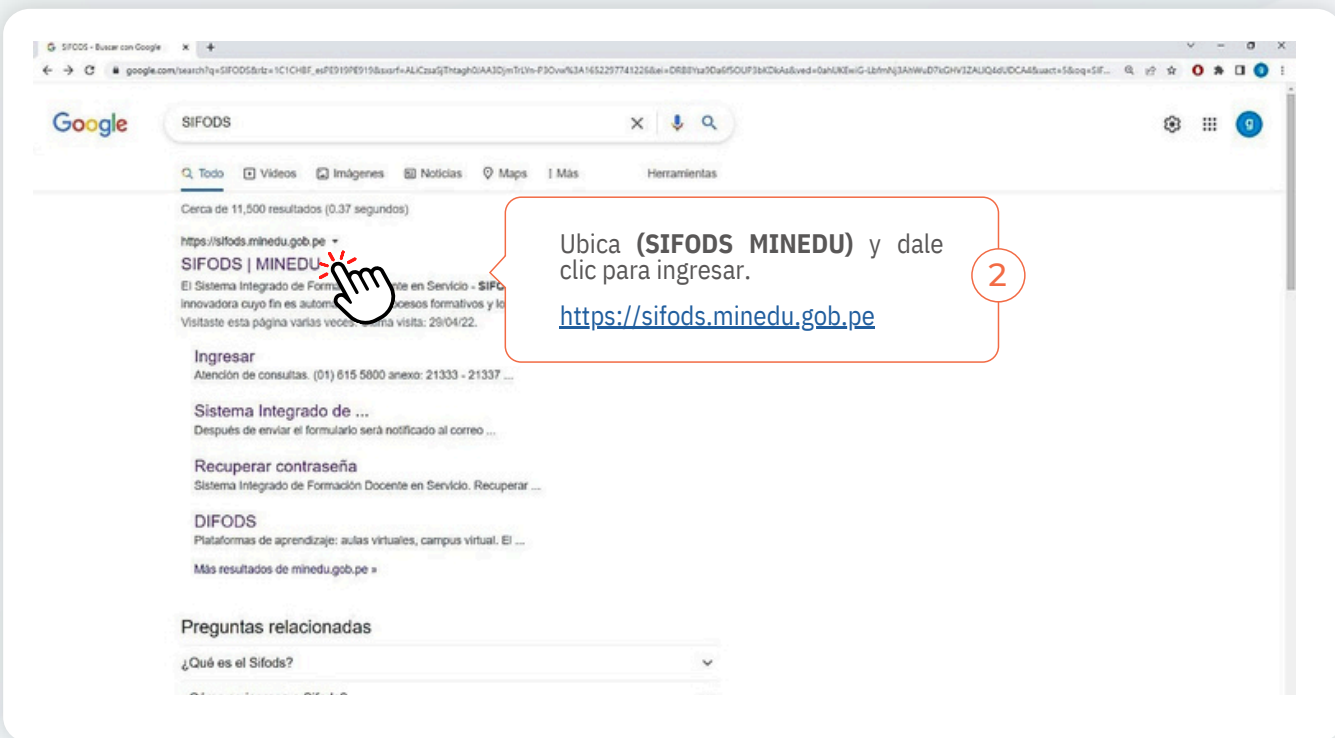 SIFODS - Buscar con Google
Google
SIFODS
Todo Videos Imágenes Noticias Maps Más Herramientas
Cerca de 11,500 resultados (0.37 segundos)
https://sifods.minedu.gob.pe
SIFODS | MINEDU
El Sistema Integrado de Forma te en Servicio - SIFO
innovadora cuyo fin es autom ocesos formativos y lo
Visitaste esta página varias veces. ma visita: 29/04/22.
Ubica (SIFODS MINEDU) y dale
clic para ingresar.
https://sifods.minedu.gob.pe
2
Ingresar
Atención de consultas. (01) 615 5800 anexo: 21333 - 21337 ...
Sistema Integrado de ...
Después de enviar el formulario será notificado al correo ...
Recuperar contraseña
Sistema Integrado de Formación Docente en Servicio. Recuperar ...
DIFODS
Plataformas de aprendizaje: aulas virtuales, campus virtual. El ...
Más resultados de minedu.gob.pe »
Preguntas relacionadas
¿Qué es el Sifods?